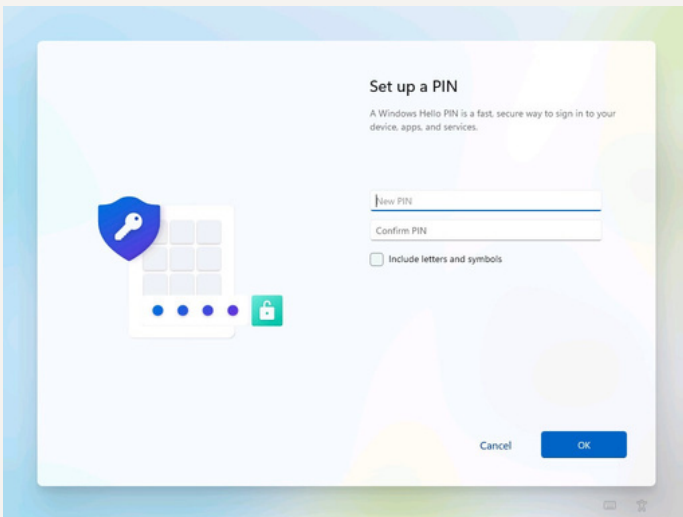 Set up a PIN
A Windows Hello PIN is a fast, secure way to sign in to your
device, apps, and services.
New PIN
Confirm PIN
Include letters and symbols
Cancel
OK